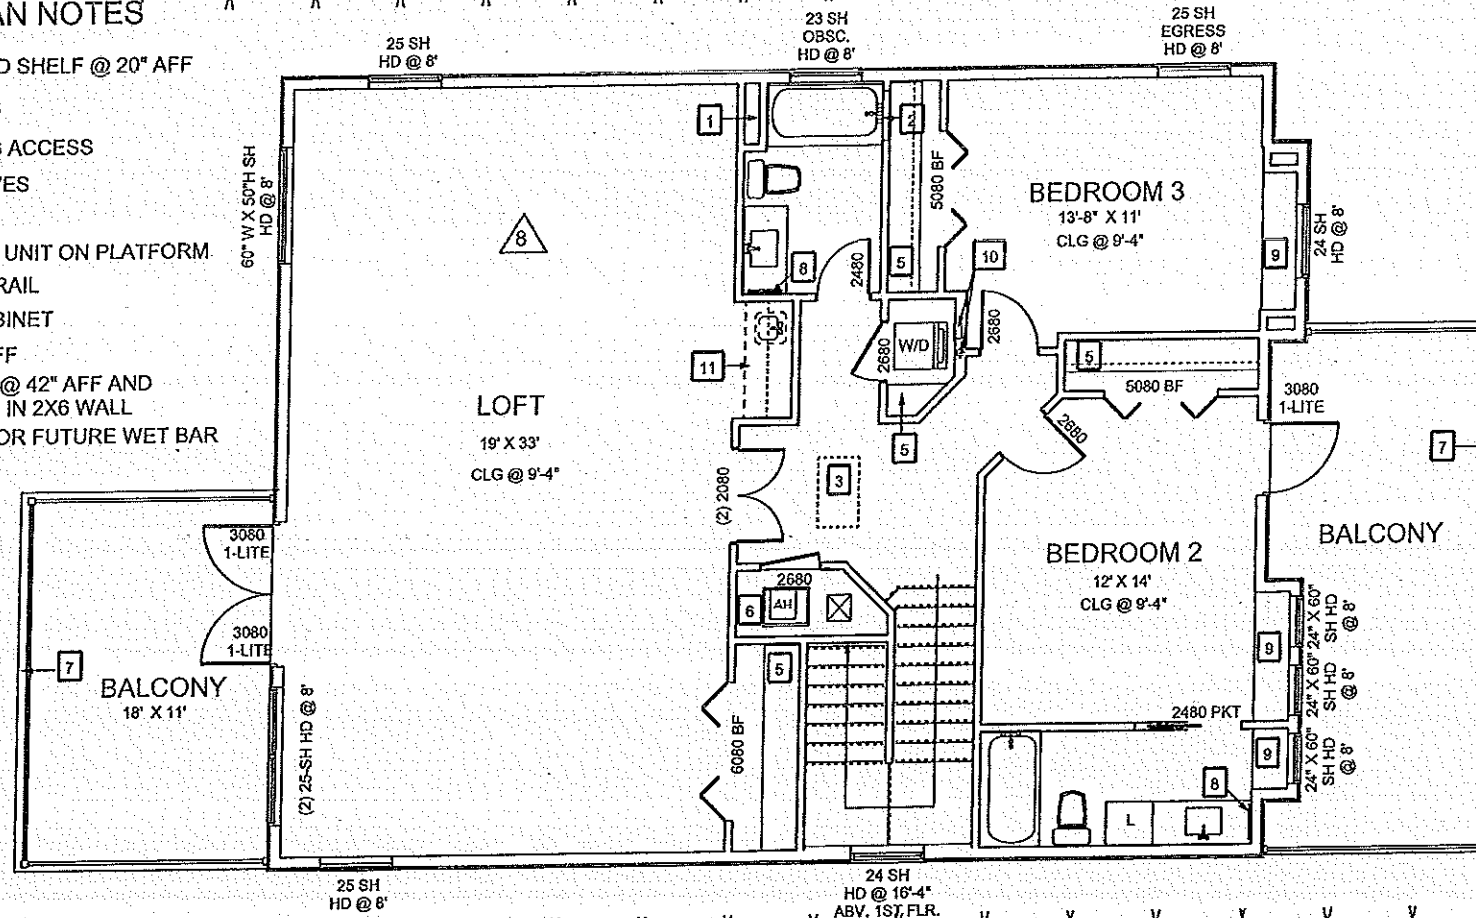 AN NOTES
D SHELF @ 20" AFF
ACCESS
UNIT ON PLATFORM
RAIL
BINET
FF
@ 42" AFF AND
IN 2X6 WALL
OR FUTURE WET BAR
25 SH
HD @ 8'
23 SH
OBSC.
HD @ 8'
25 SH
EGRESS
HD @ 8'
60" W X 50"H SH
HD @ 8'
1
2
5080 BF
BEDROOM 3
13'-8" X 11'
CLG @ 9'-4"
24 SH
HD @ 8'
9
8
8
2480
5
10
2680
W/D
2680
11
5
5080 BF
3080
1-LITE
LOFT
19' X 33'
CLG @ 9'-4"
5
2680
7
(2) 2080
3
BALCONY
BEDROOM 2
12' X 14'
CLG @ 9'-4"
3080
1-LITE
3080
1-LITE
2680
6
AH
24" X 60"
SH HD
@ 8'
9
24" X 60"
SH HD
@ 8'
7
BALCONY
18' X 11'
5
6080 BF
(2) 25-SH HD @ 8'
2480 PKT
9
24" X 60"
SH HD
@ 8'
8
L
25 SH
HD @ 8'
24 SH
HD @ 16'-4"
ABV. 1ST. FLR.